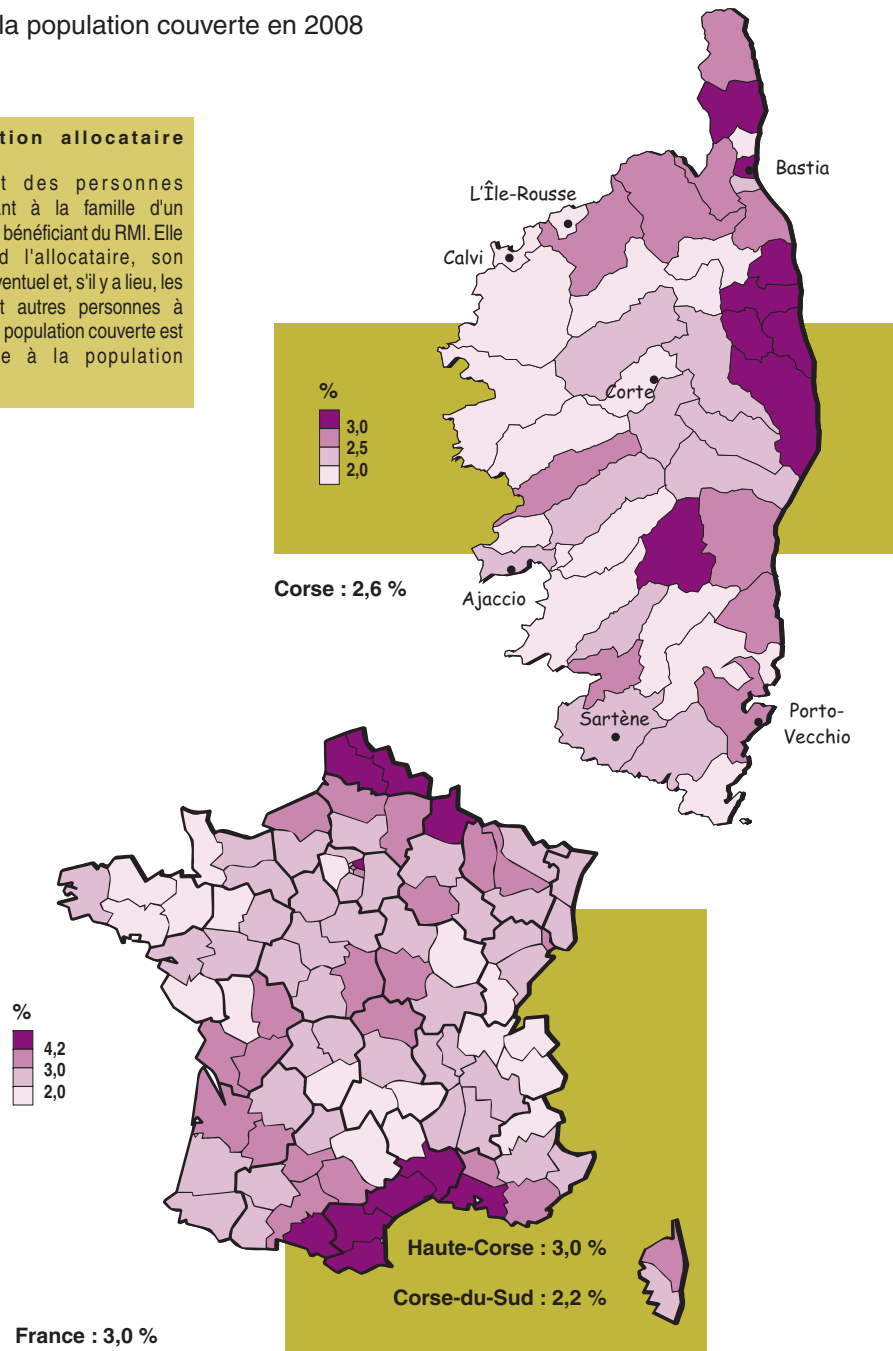 la population couverte en 2008
tion allocataire
t des personnes
ant à la famille d'un
bénéficiant du RMI. Elle
d l'allocataire, son
ventuel et, s'il y a lieu, les
t autres personnes à
population couverte est
e à la population
Bastia
L'Île-Rousse
Calvi
Corte
%
3,0
2,5
2,0
Corse : 2,6 %
Ajaccio
Sartène
Porto-
Vecchio
%
4,2
3,0
2,0
Haute-Corse : 3,0 %
Corse-du-Sud : 2,2 %
France : 3,0 %